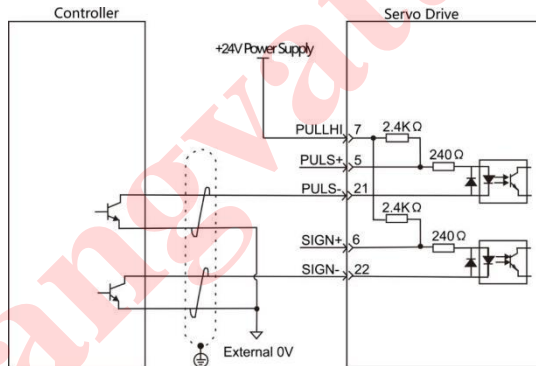 Controller
Servo Drive
+24V Power Supply
PULLHI 7
2.4KΩ
PULS+ 5
240Ω
PULS- 21
2.4KΩ
SIGN+ 6
240Ω
SIGN- 22
External 0V